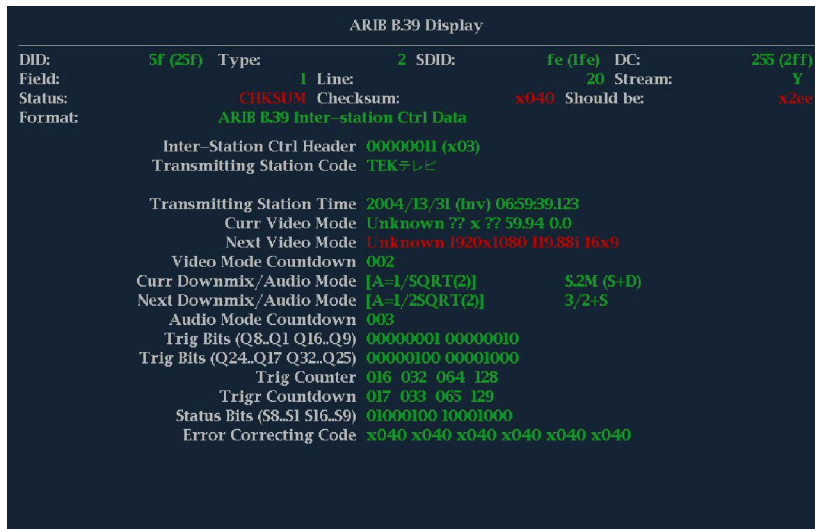 ARIB B.39 Display
DID: 5f (25f) Type: 2 SDID: fe (1fe) DC: 255 (2ff)
Field: 1 Line: 20 Stream: Y
Status: CHKSUM Checksum: x040 Should be: x2ee
Format: ARIB B.39 Inter-station Ctrl Data
Inter-Station Ctrl Header 00000011 (x03)
Transmitting Station Code TEKテレビ
Transmitting Station Time 2004/13/31 (Inv) 06:59:39.123
Curr Video Mode Unknown ?? x ?? 59.94 0.0
Next Video Mode Unknown 1920x1080 119.88i 16x9
Video Mode Countdown 002
Curr Downmix/Audio Mode [A=1/SQRT(2)] S.2M (S+D)
Next Downmix/Audio Mode [A=1/2SQRT(2)] 3/2+S
Audio Mode Countdown 003
Trig Bits (Q8..Q1 Q16..Q9) 00000001 00000010
Trig Bits (Q24..Q17 Q32..Q25) 00000100 00001000
Trig Counter 016 032 064 128
Trigr Countdown 017 033 065 129
Status Bits (S8..S1 S16..S9) 01000100 10001000
Error Correcting Code x040 x040 x040 x040 x040 x040